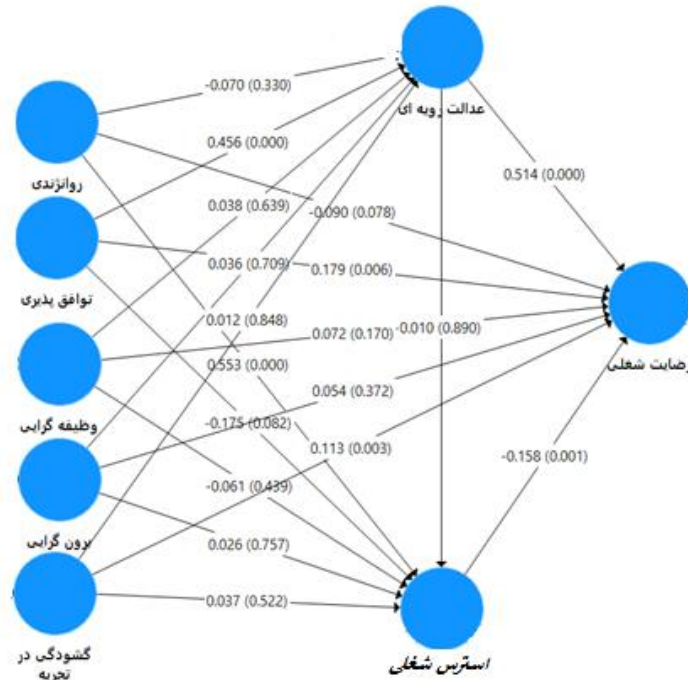 عدالت رویه ای
-0.070 (0.330)
روانژندی
0.456 (0.000)
0.514 (0.000)
0.038 (0.639)
-0.090 (0.078)
توافق پذیری
0.036 (0.709)
0.179 (0.006)
0.012 (0.848)
0.072 (0.170)
-0.010 (0.890)
رضایت شغلی
0.553 (0.000)
وظیفه گرایی
0.054 (0.372)
-0.175 (0.082)
0.113 (0.003)
-0.158 (0.001)
-0.061 (0.439)
برون گرایی
0.026 (0.757)
0.037 (0.522)
گشودگی در
تجربه
استرس شغلی